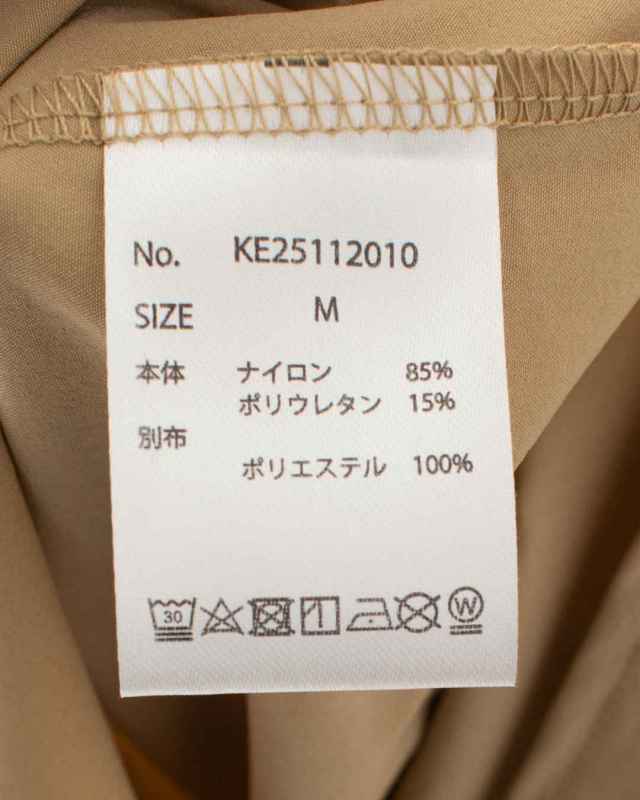 No. KE25112010
SIZE M
本体 ナイロン 85%
ポリウレタン 15%
別布
ポリエステル 100%
30
W